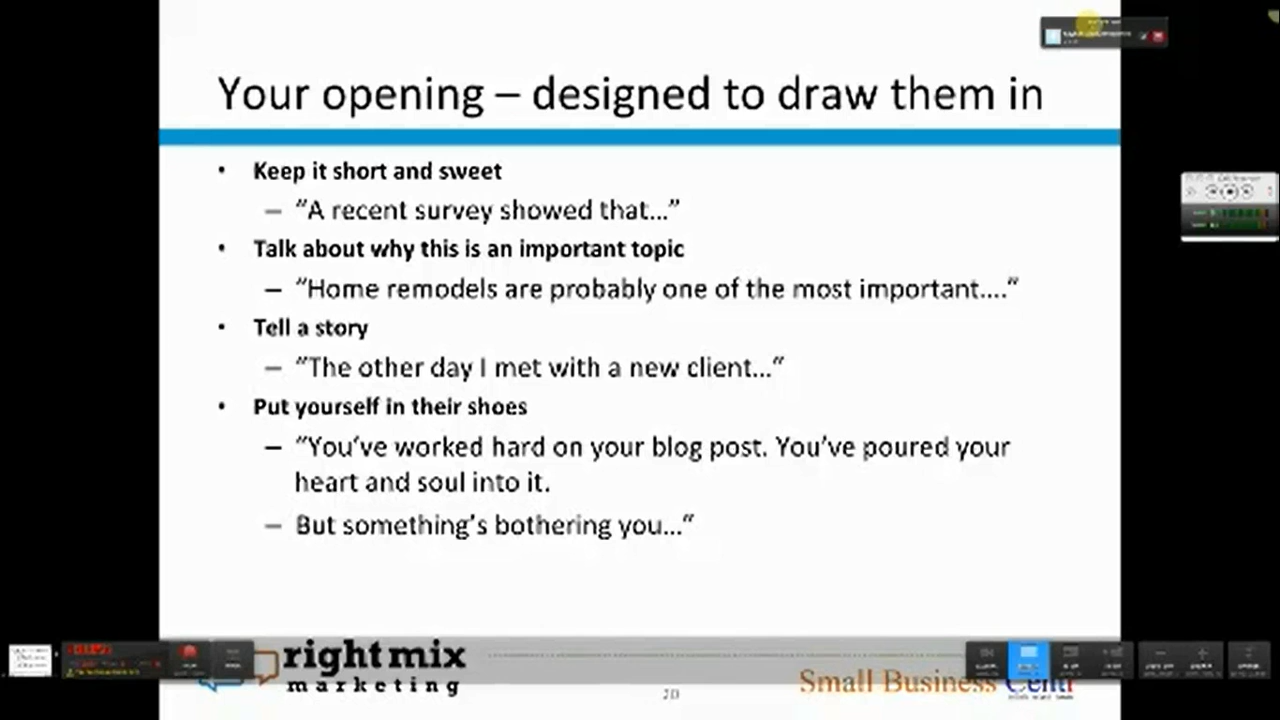 Your opening – designed to draw them in
• Keep it short and sweet
– "A recent survey showed that..."
• Talk about why this is an important topic
– "Home remodels are probably one of the most important...."
• Tell a story
– "The other day I met with a new client..."
• Put yourself in their shoes
– "You've worked hard on your blog post. You've poured your
heart and soul into it.
– But something's bothering you..."
right mix
marketing
20
Small Business